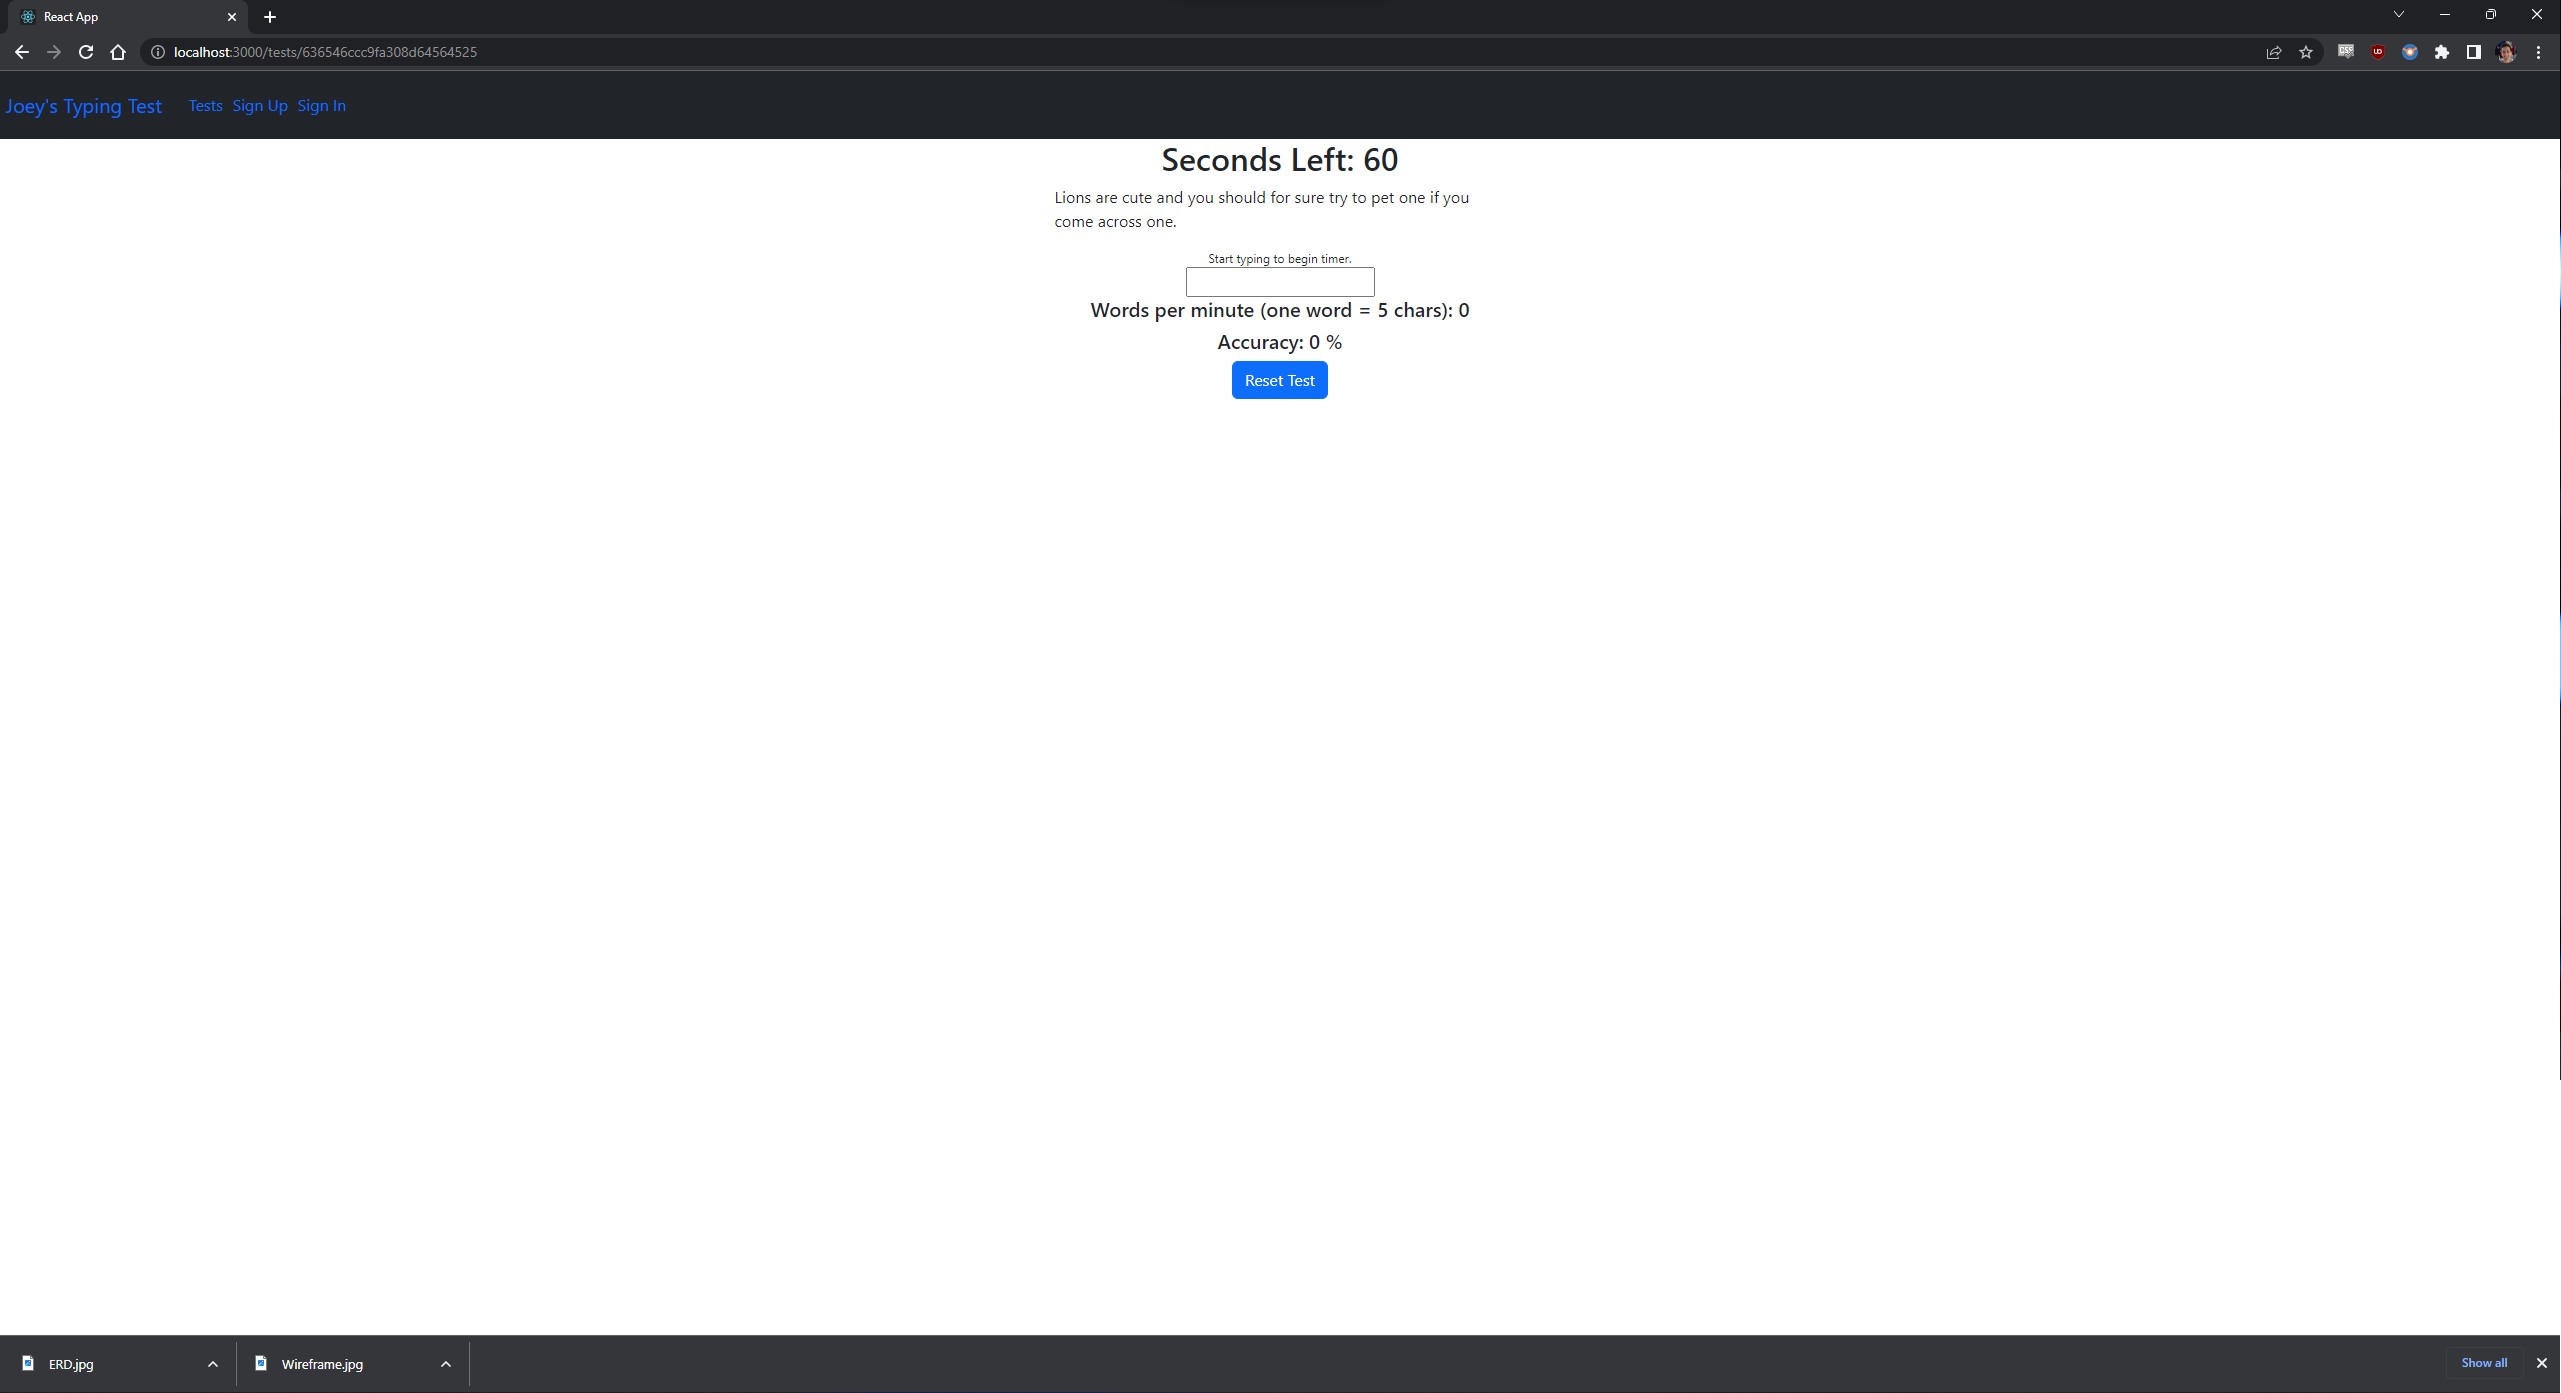 React App
localhost:3000/tests/636546ccc9fa308d64564525
Joey's Typing Test Tests Sign Up Sign In
Seconds Left: 60
Lions are cute and you should for sure try to pet one if you
come across one.
Start typing to begin timer.
Words per minute (one word = 5 chars): 0
Accuracy: 0 %
Reset Test
ERD.jpg Wireframe.jpg Show all